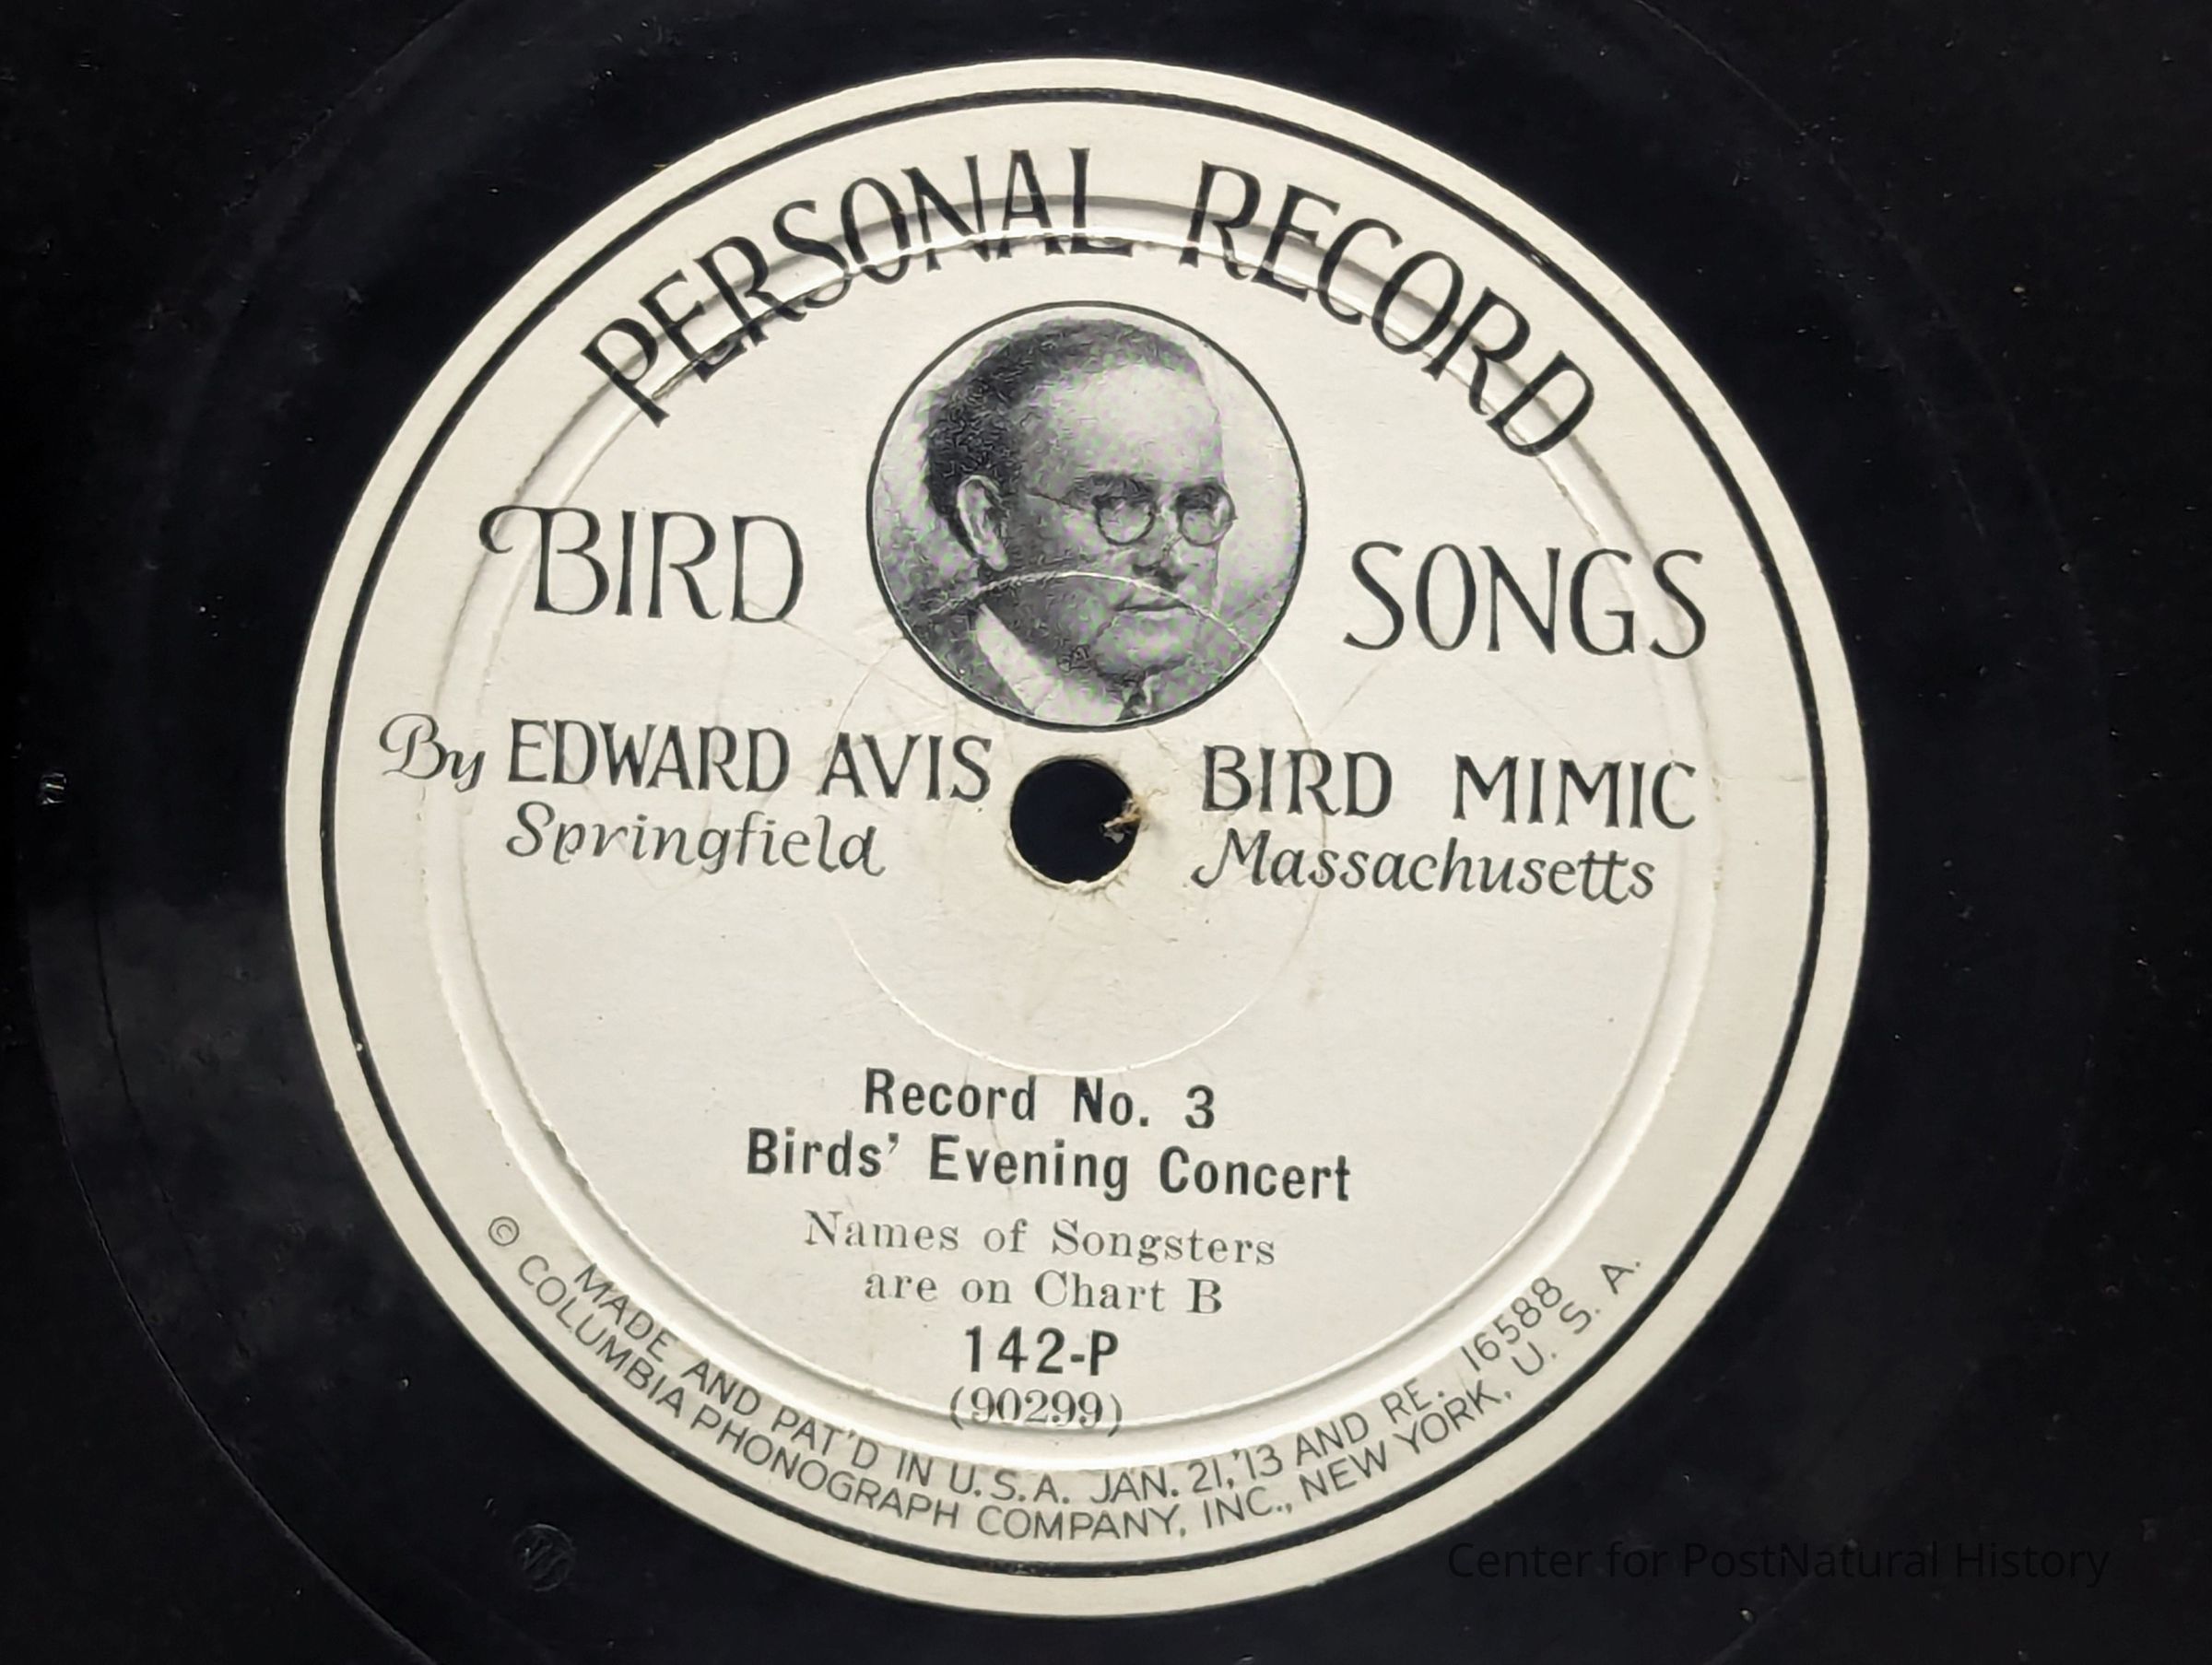 PERSONAL RECORD
BIRD SONGS
By EDWARD AVIS BIRD MIMIC
Springfield Massachusetts
Record No. 3
Birds' Evening Concert
Names of Songsters
are on Chart B
142-P
(90299)
MADE AND PAT'D IN U.S.A. JAN. 21, '13 AND RE. 16588
© COLUMBIA PHONOGRAPH COMPANY, INC., NEW YORK, U. S. A.
Center for PostNatural History